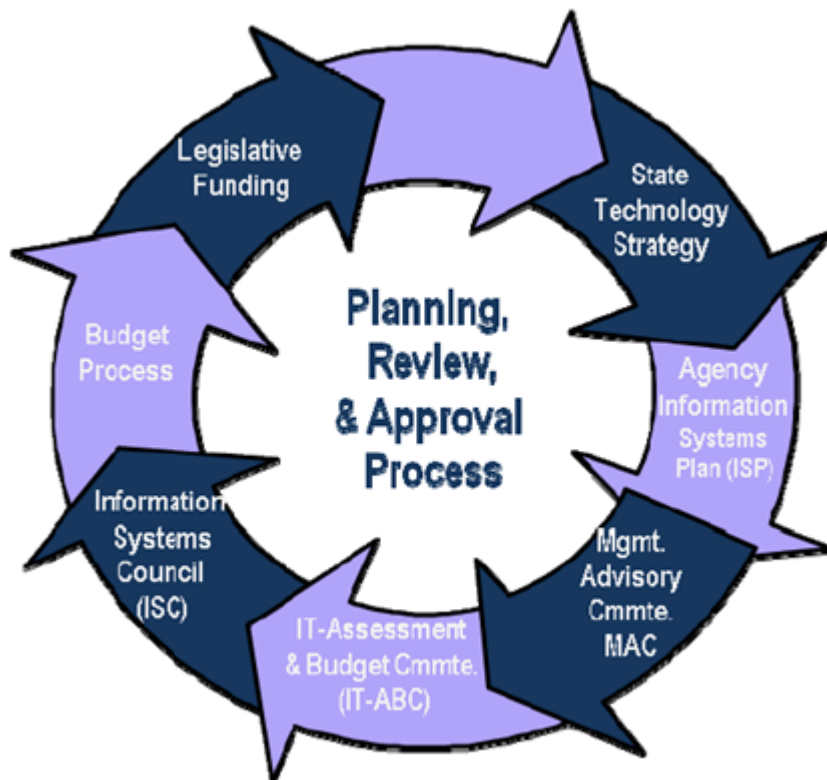 Planning,
Review,
& Approval
Process
State
Technology
Strategy
Agency
Information
Systems
Plan (ISP)
Mgmt.
Advisory
Cmmte.
MAC
IT-Assessment
& Budget Cmmte.
(IT-ABC)
Information
Systems
Council
(ISC)
Budget
Process
Legislative
Funding